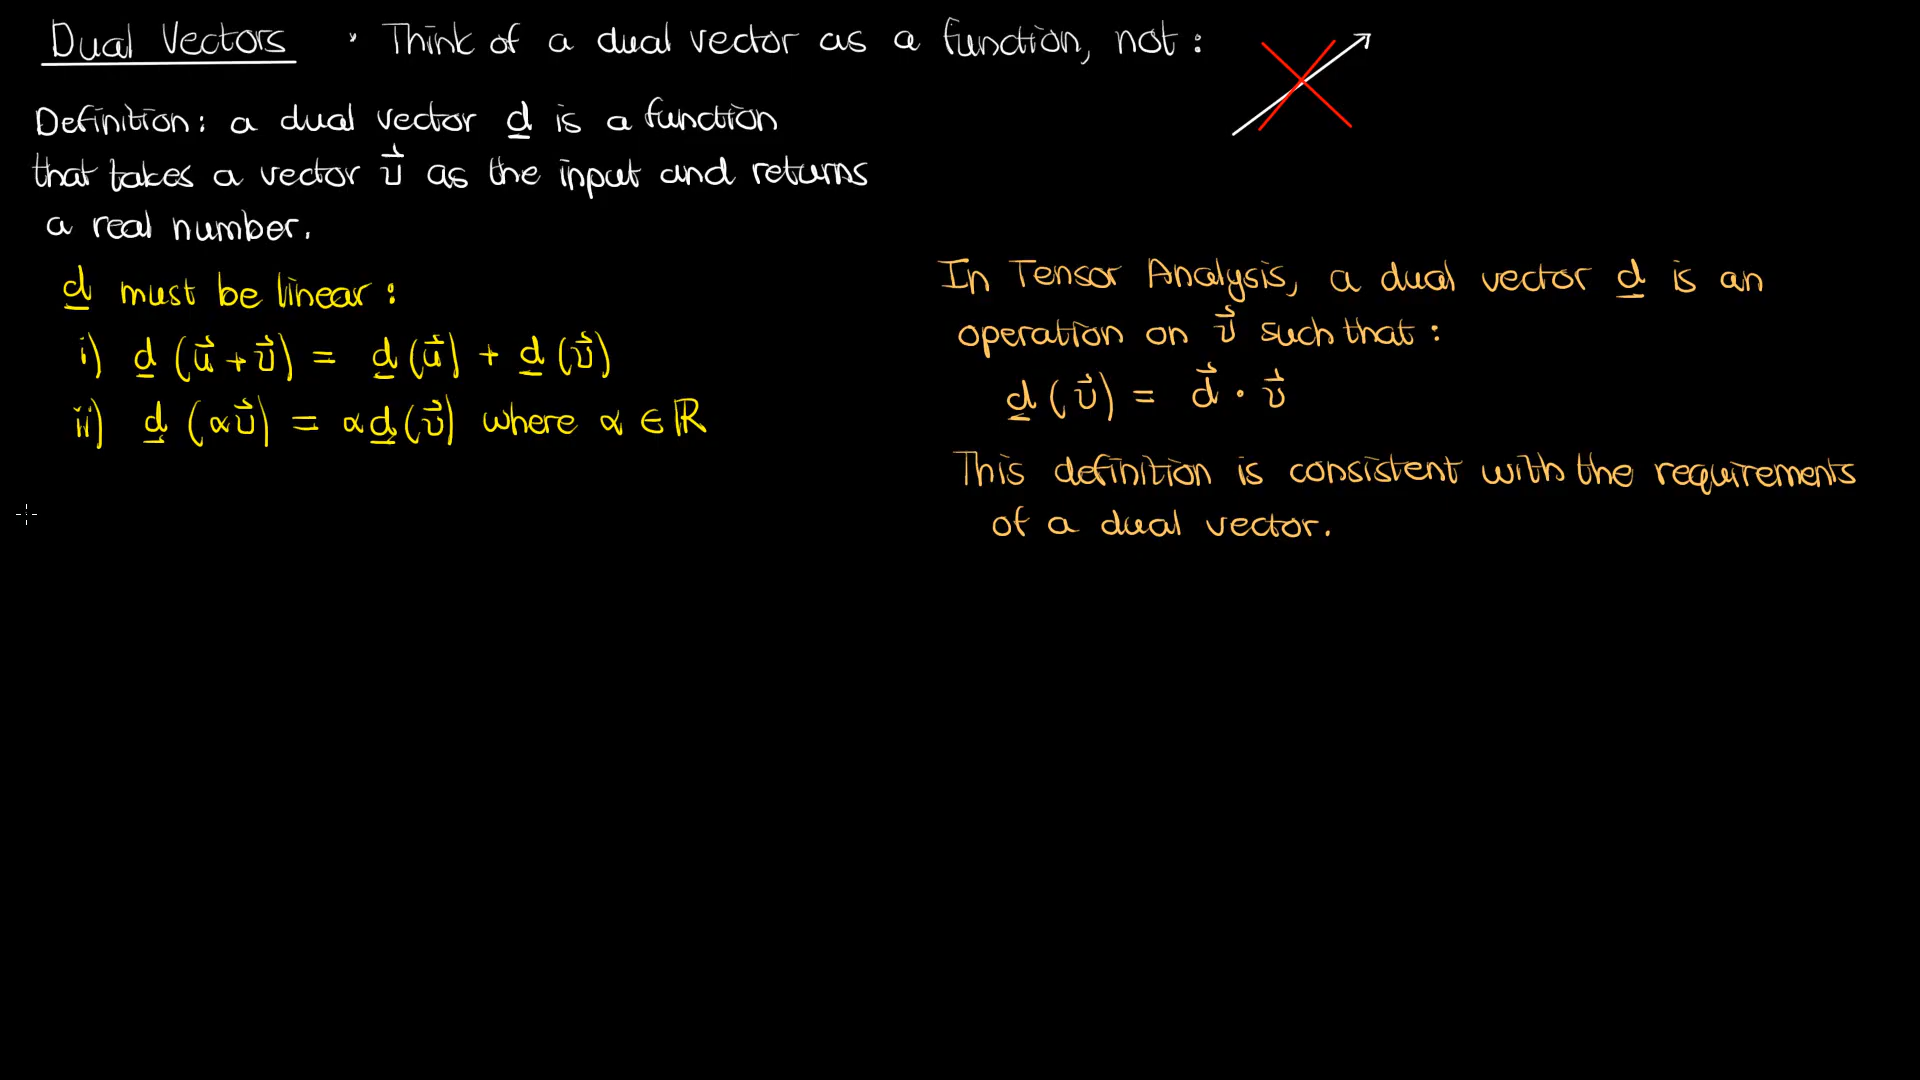 Dual Vectors · Think of a dual vector as a function, not:
Definition: a dual vector d̲ is a function
that takes a vector v⃗ as the input and returns
a real number.
d̲ must be linear:
i) d̲(u⃗ + v⃗) = d̲(u⃗) + d̲(v⃗)
ii) d̲(αv⃗) = αd̲(v⃗) where α ∈ ℝ
In Tensor Analysis, a dual vector d̲ is an
operation on v⃗ such that:
d̲(v⃗) = d⃗ · v⃗
This definition is consistent with the requirements
of a dual vector.